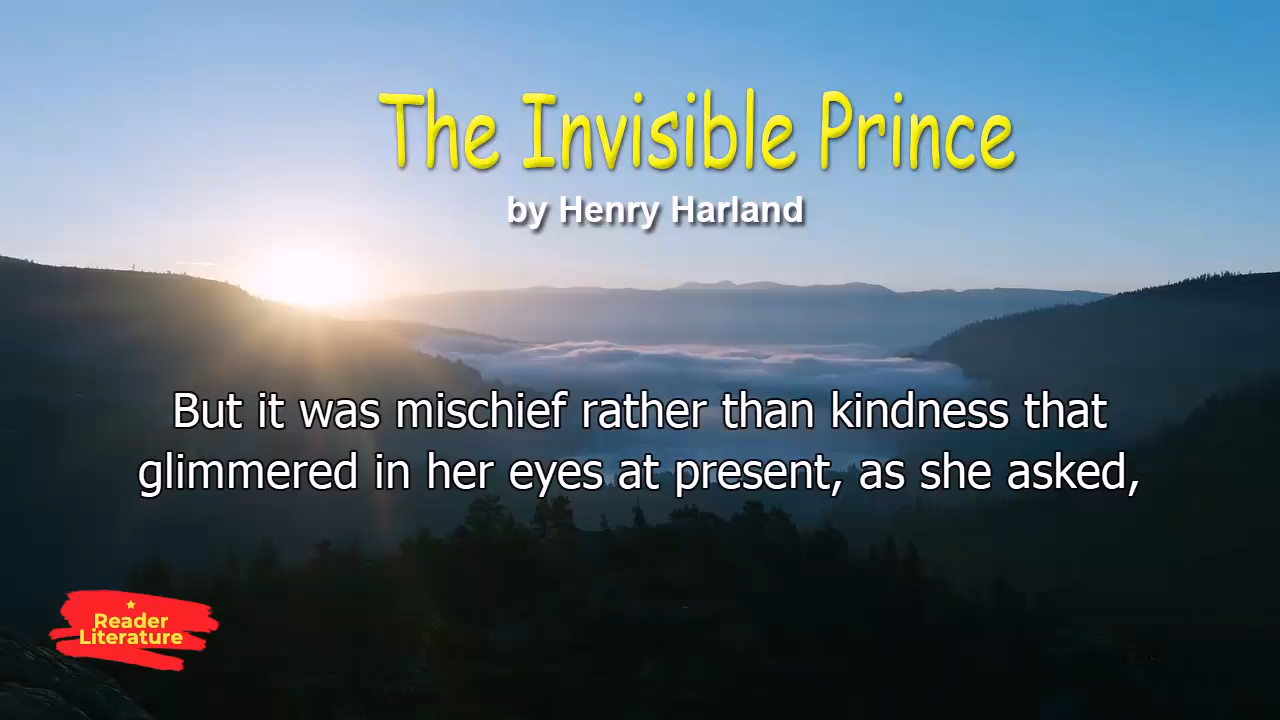 The Invisible Prince
by Henry Harland
But it was mischief rather than kindness that
glimmered in her eyes at present, as she asked,
Reader
Literature